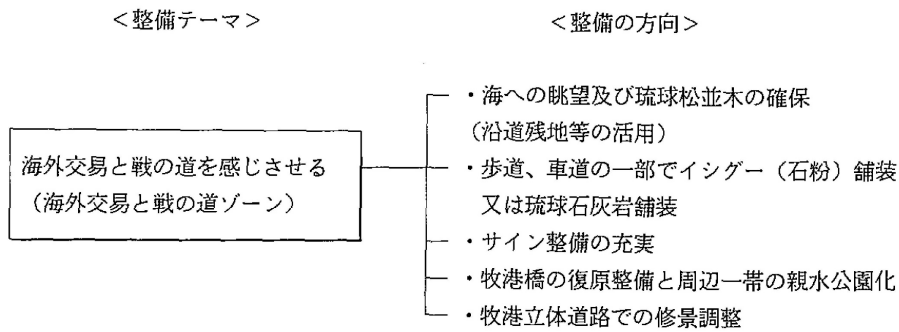 ＜整備テーマ＞
＜整備の方向＞
海外交易と戦の道を感じさせる
（海外交易と戦の道ゾーン）
・海への眺望及び琉球松並木の確保
（沿道残地等の活用）
・歩道、車道の一部でイシグー（石粉）舗装
又は琉球石灰岩舗装
・サイン整備の充実
・牧港橋の復原整備と周辺一帯の親水公園化
・牧港立体道路での修景調整